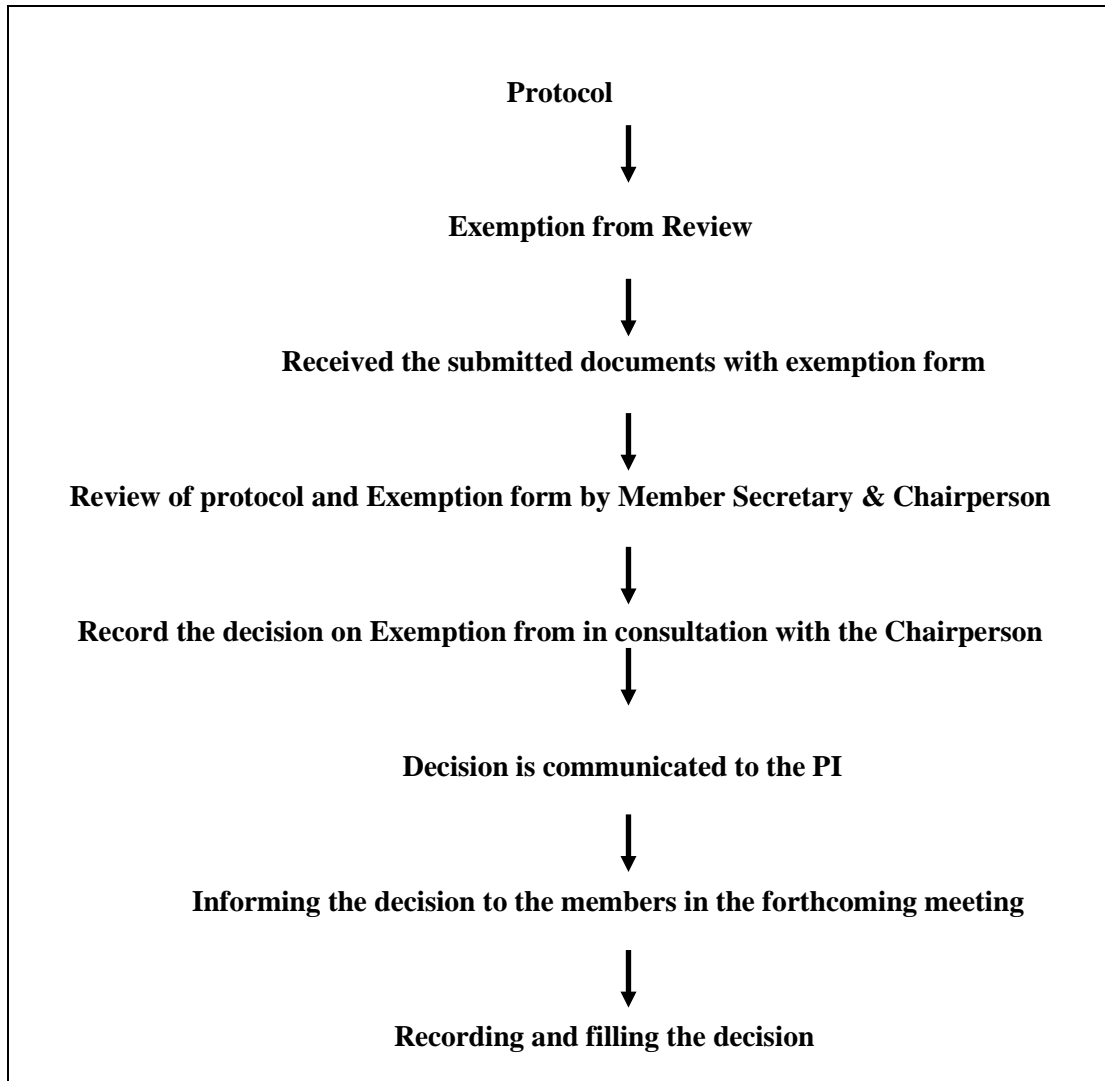 Protocol
Exemption from Review
Received the submitted documents with exemption form
Review of protocol and Exemption form by Member Secretary & Chairperson
Record the decision on Exemption from in consultation with the Chairperson
Decision is communicated to the PI
Informing the decision to the members in the forthcoming meeting
Recording and filling the decision